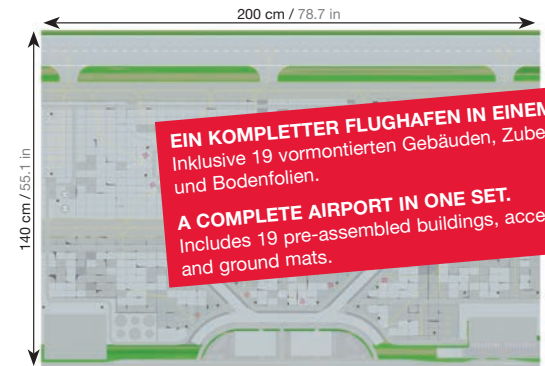 200 cm / 78.7 in
140 cm / 55.1 in
EIN KOMPLETTER FLUGHAFEN IN EINEM
Inklusive 19 vormontierten Gebäuden, Zube
und Bodenfolien.
A COMPLETE AIRPORT IN ONE SET.
Includes 19 pre-assembled buildings, acce
and ground mats.